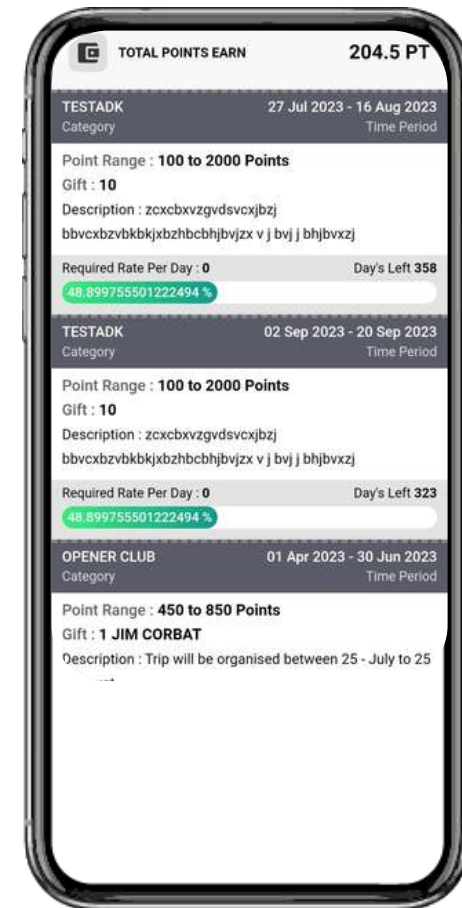 TOTAL POINTS EARN 204.5 PT
TESTADK 27 Jul 2023 - 16 Aug 2023
Category Time Period
Point Range : 100 to 2000 Points
Gift : 10
Description : zcxcbxvzgvdsvcxjbzj
bbvcxbzvbkbkjxbzhbcbhjbvjzx v j bvj j bhjbvxzj
Required Rate Per Day : 0 Day's Left 358
48.899755501222494 %
TESTADK 02 Sep 2023 - 20 Sep 2023
Category Time Period
Point Range : 100 to 2000 Points
Gift : 10
Description : zcxcbxvzgvdsvcxjbzj
bbvcxbzvbkbkjxbzhbcbhjbvjzx v j bvj j bhjbvxzj
Required Rate Per Day : 0 Day's Left 323
48.899755501222494 %
OPENER CLUB 01 Apr 2023 - 30 Jun 2023
Category Time Period
Point Range : 450 to 850 Points
Gift : 1 JIM CORBAT
Description : Trip will be organised between 25 - July to 25